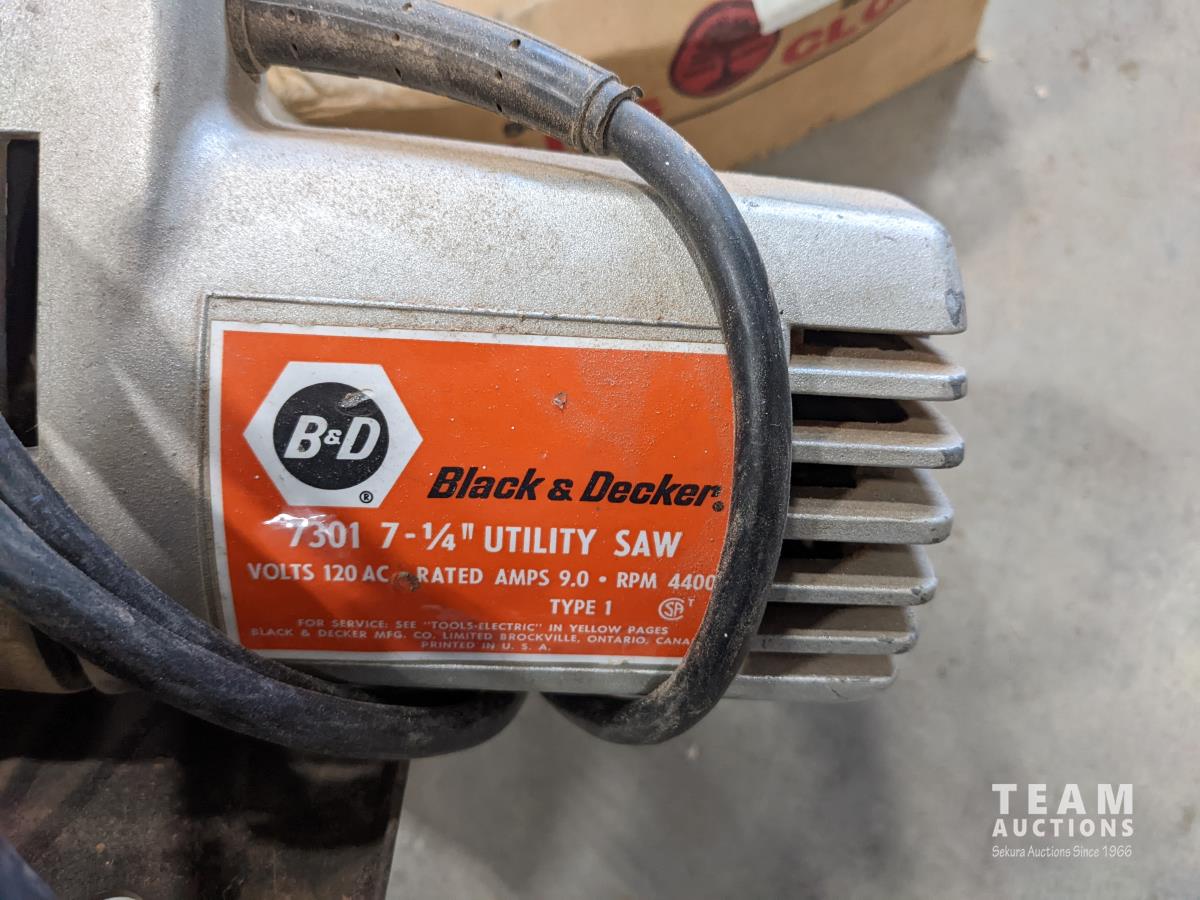 CLO
B&D
®
Black & Decker®
7301 7-1/4" UTILITY SAW
VOLTS 120 AC RATED AMPS 9.0 • RPM 4400
TYPE 1 SA T
FOR SERVICE: SEE "TOOLS-ELECTRIC" IN YELLOW PAGES
BLACK & DECKER MFG. CO. LIMITED BROCKVILLE, ONTARIO, CANA
PRINTED IN U. S. A.
TEAM
AUCTIONS
Sekura Auctions Since 1966